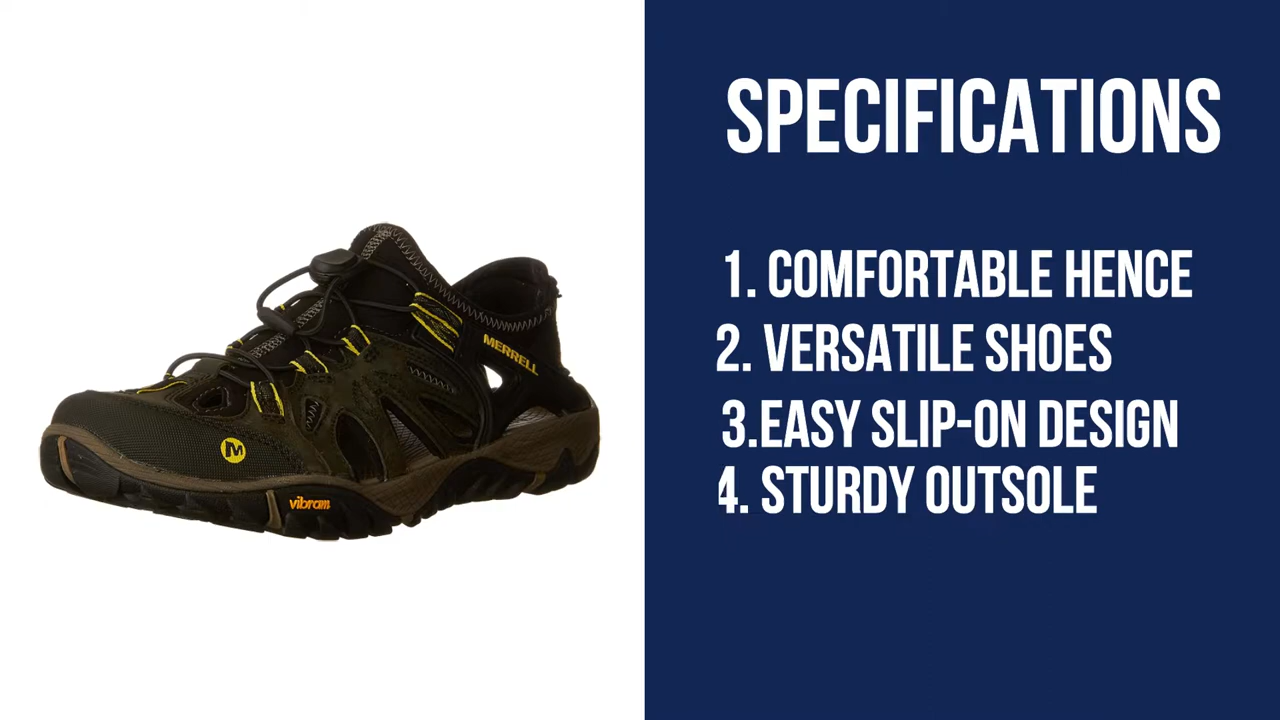 SPECIFICATIONS
1. COMFORTABLE HENCE
2. VERSATILE SHOES
3.EASY SLIP-ON DESIGN
4. STURDY OUTSOLE
MERRELL
M
vibram